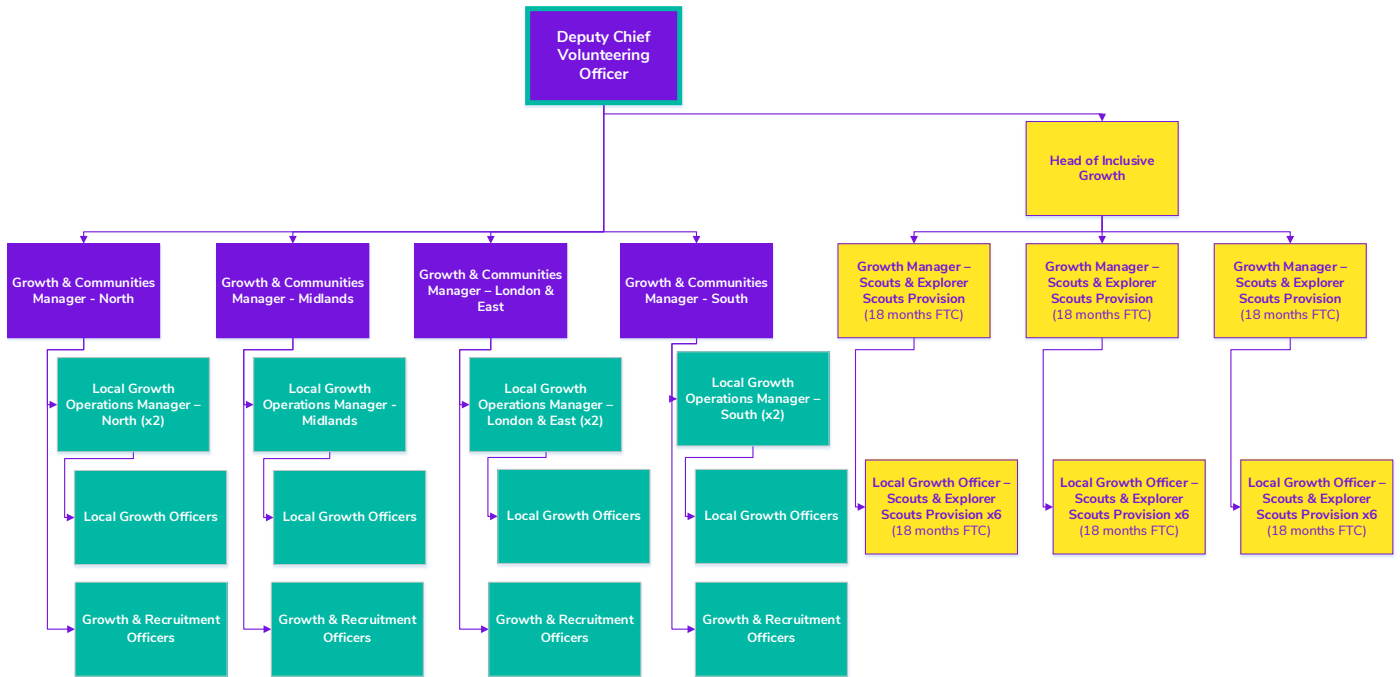 Deputy Chief
Volunteering
Officer
Head of Inclusive
Growth
Growth & Communities
Manager - North
Growth & Communities
Manager - Midlands
Growth & Communities
Manager – London &
East
Growth & Communities
Manager - South
Growth Manager –
Scouts & Explorer
Scouts Provision
(18 months FTC)
Growth Manager –
Scouts & Explorer
Scouts Provision
(18 months FTC)
Growth Manager –
Scouts & Explorer
Scouts Provision
(18 months FTC)
Local Growth
Operations Manager –
North (x2)
Local Growth
Operations Manager -
Midlands
Local Growth
Operations Manager –
London & East (x2)
Local Growth
Operations Manager –
South (x2)
Local Growth Officers
Local Growth Officers
Local Growth Officers
Local Growth Officers
Local Growth Officer –
Scouts & Explorer
Scouts Provision x6
(18 months FTC)
Local Growth Officer –
Scouts & Explorer
Scouts Provision x6
(18 months FTC)
Local Growth Officer –
Scouts & Explorer
Scouts Provision x6
(18 months FTC)
Growth & Recruitment
Officers
Growth & Recruitment
Officers
Growth & Recruitment
Officers
Growth & Recruitment
Officers